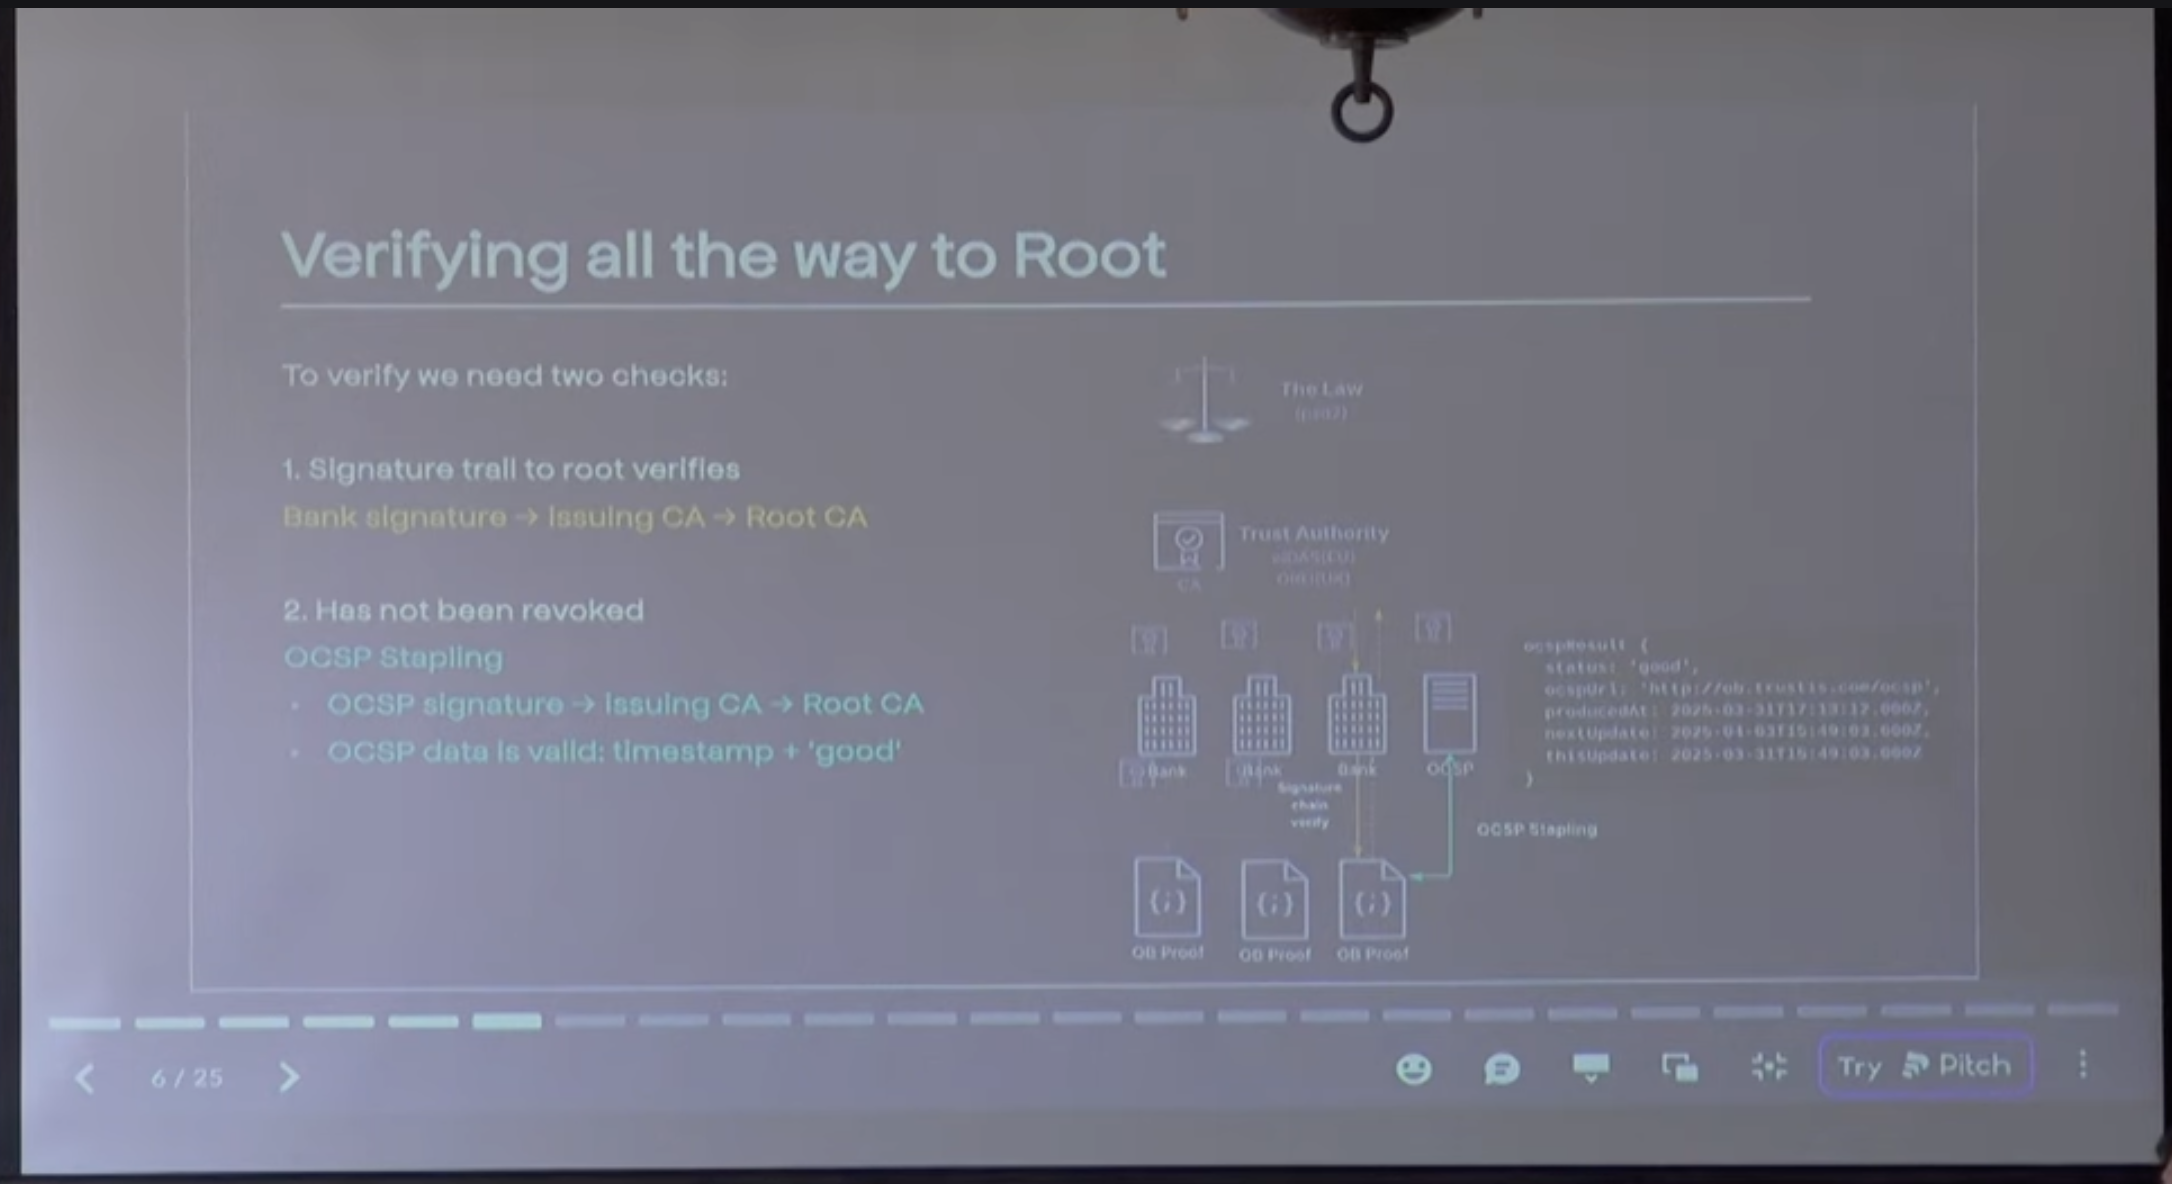 Verifying all the way to Root
To verify we need two checks:
1. Signature trail to root verifies
Bank signature → Issuing CA → Root CA
2. Has not been revoked
OCSP Stapling
• OCSP signature → Issuing CA → Root CA
• OCSP data is valid: timestamp + 'good'
The Law
(psd2)
Trust Authority
eIDAS(EU)
CA
Bank
Bank
Bank
OCSP
Signature
chain
verify
OCSP Stapling
ocspResult {
status: 'good',
ocspUrl: 'http://ob.trustis.com/ocsp',
producedAt: 2025-03-31T17:13:12.000Z,
nextUpdate: 2025-04-03T15:49:03.000Z,
thisUpdate: 2025-03-31T15:49:03.000Z
}
{;}
{;}
{;}
OB Proof
OB Proof
OB Proof
6 / 25
Try Pitch